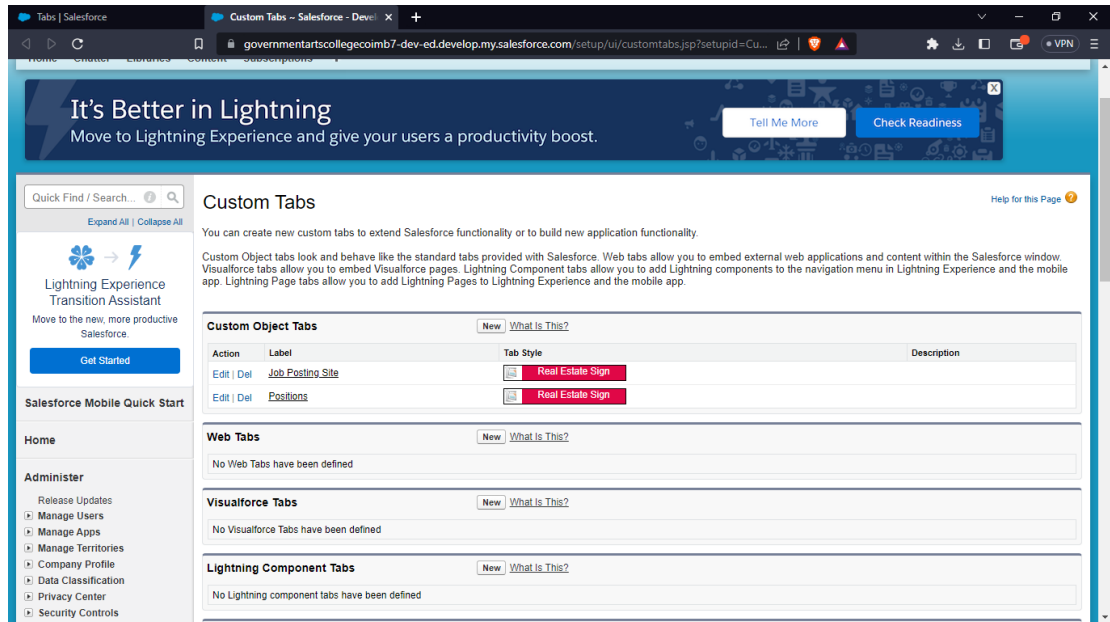 Tabs | Salesforce
Custom Tabs ~ Salesforce - Devel
governmentartscollegecoimb7-dev-ed.develop.my.salesforce.com/setup/ui/customtabs.jsp?setupid=Cu...
VPN
Home Chatter Libraries Content Subscriptions
It's Better in Lightning
Move to Lightning Experience and give your users a productivity boost.
Tell Me More
Check Readiness
X
Quick Find / Search...
Expand All | Collapse All
Lightning Experience
Transition Assistant
Move to the new, more productive
Salesforce.
Get Started
Salesforce Mobile Quick Start
Home
Administer
Release Updates
Manage Users
Manage Apps
Manage Territories
Company Profile
Data Classification
Privacy Center
Security Controls
Custom Tabs
Help for this Page
You can create new custom tabs to extend Salesforce functionality or to build new application functionality.
Custom Object tabs look and behave like the standard tabs provided with Salesforce. Web tabs allow you to embed external web applications and content within the Salesforce window.
Visualforce tabs allow you to embed Visualforce pages. Lightning Component tabs allow you to add Lightning components to the navigation menu in Lightning Experience and the mobile
app. Lightning Page tabs allow you to add Lightning Pages to Lightning Experience and the mobile app.
Custom Object Tabs New What Is This?
Action Label Tab Style Description
Edit | Del Job Posting Site Real Estate Sign
Edit | Del Positions Real Estate Sign
Web Tabs New What Is This?
No Web Tabs have been defined
Visualforce Tabs New What Is This?
No Visualforce Tabs have been defined
Lightning Component Tabs New What Is This?
No Lightning component tabs have been defined